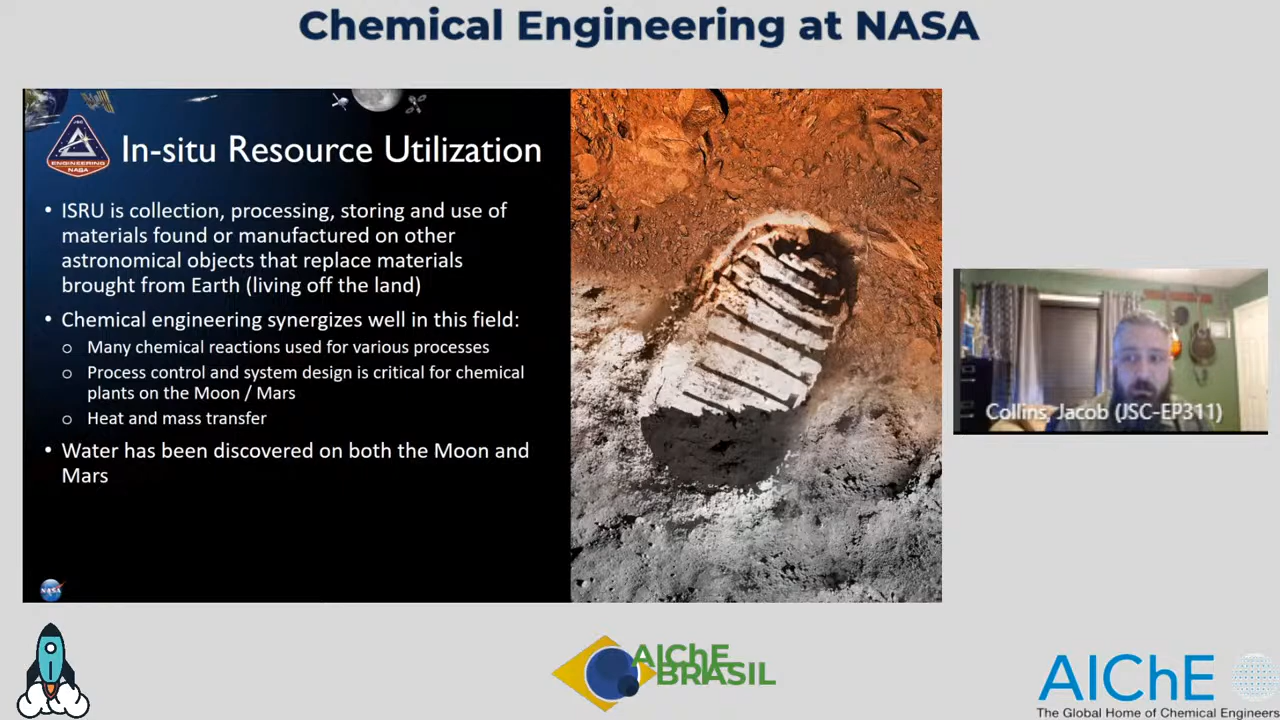 Chemical Engineering at NASA
JSC
ENGINEERING
NASA
In-situ Resource Utilization
• ISRU is collection, processing, storing and use of
materials found or manufactured on other
astronomical objects that replace materials
brought from Earth (living off the land)
• Chemical engineering synergizes well in this field:
o Many chemical reactions used for various processes
o Process control and system design is critical for chemical
plants on the Moon / Mars
o Heat and mass transfer
• Water has been discovered on both the Moon and
Mars
NASA
Collins, Jacob (JSC-EP311)
AIChE
BRASIL
AIChE
The Global Home of Chemical Engineers